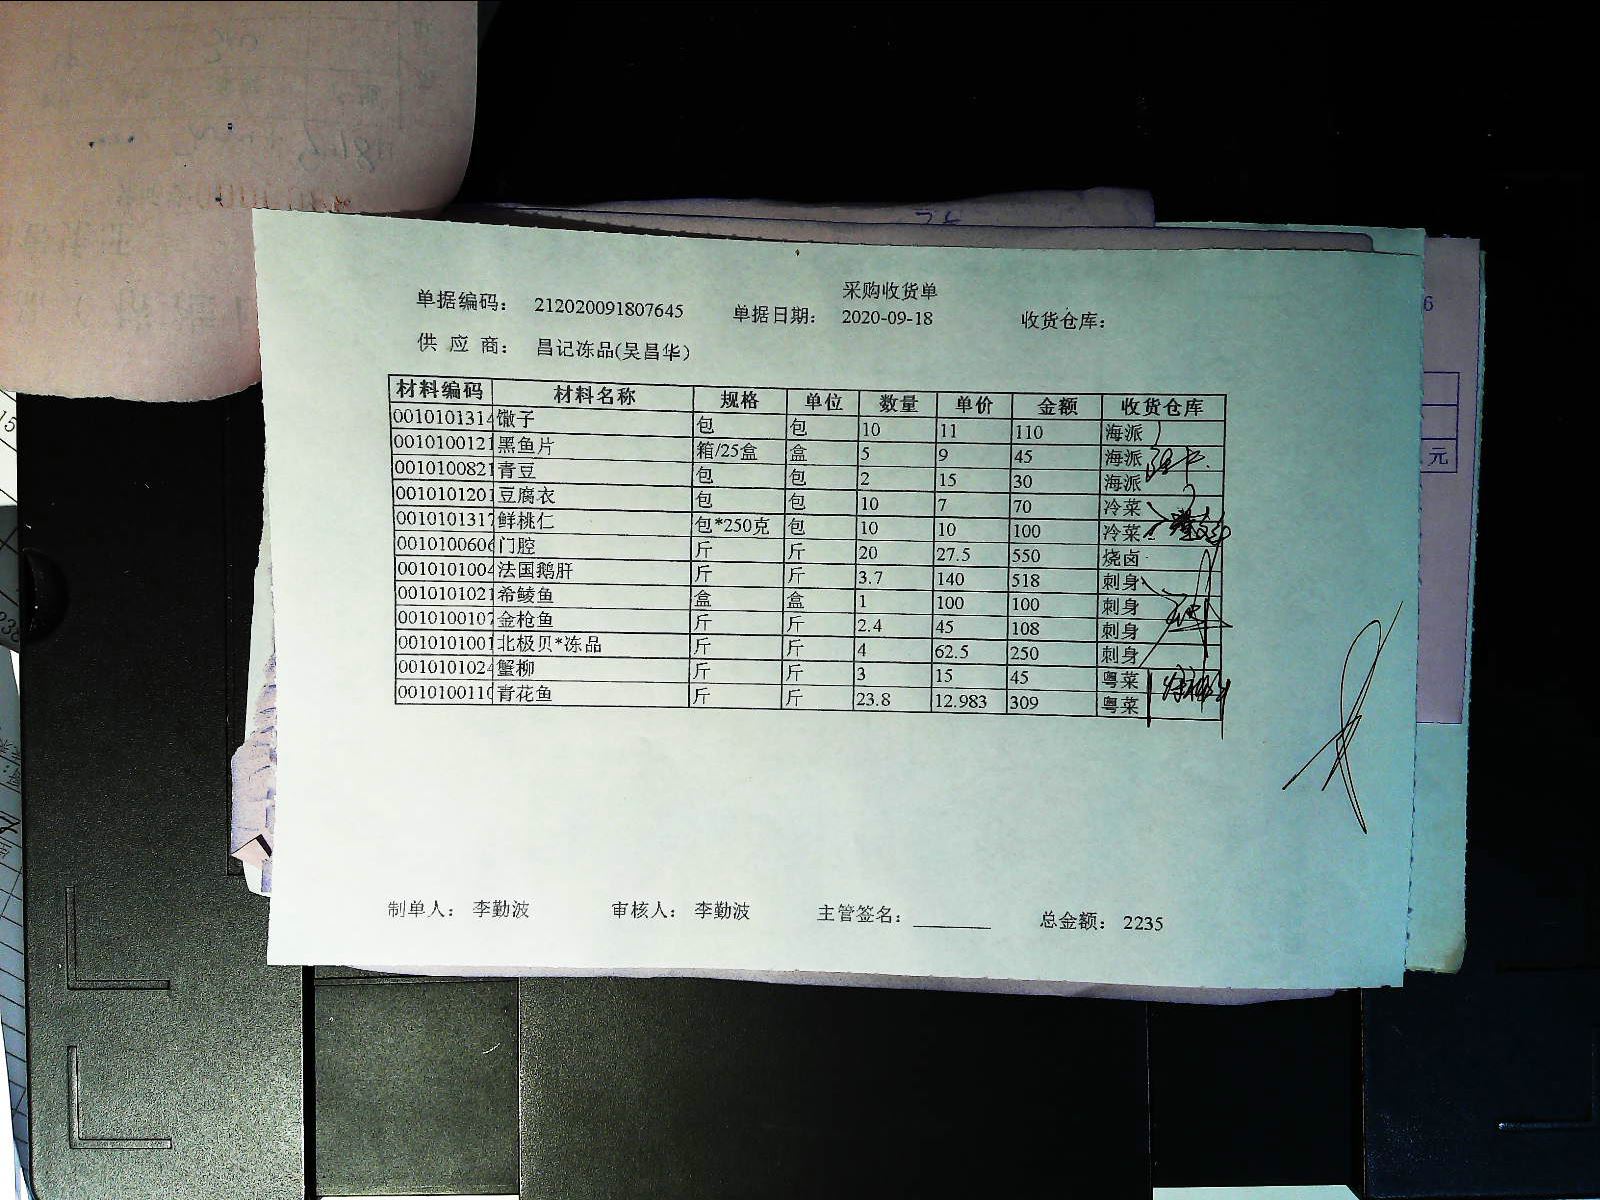 采购收货单
单据编码： 212020091807645 单据日期： 2020-09-18 收货仓库：
供 应 商： 昌记冻品(吴昌华）
材料编码 材料名称 规格 单位 数量 单价 金额 收货仓库
0010101314 馓子 包 包 10 11 110 海派
0010100121 黑鱼片 箱/25盒 盒 5 9 45 海派
0010100821 青豆 包 包 2 15 30 海派
0010101201 豆腐衣 包 包 10 7 70 冷菜
0010101317 鲜桃仁 包*250克 包 10 10 100 冷菜
0010100606 门腔 斤 斤 20 27.5 550 烧卤
0010101004 法国鹅肝 斤 斤 3.7 140 518 刺身
0010101021 希鲮鱼 盒 盒 1 100 100 刺身
0010100107 金枪鱼 斤 斤 2.4 45 108 刺身
0010101001 北极贝*冻品 斤 斤 4 62.5 250 刺身
0010101024 蟹柳 斤 斤 3 15 45 粤菜
0010100110 青花鱼 斤 斤 23.8 12.983 309 粤菜
制单人： 李勤波 审核人： 李勤波 主管签名： 总金额： 2235
6
元